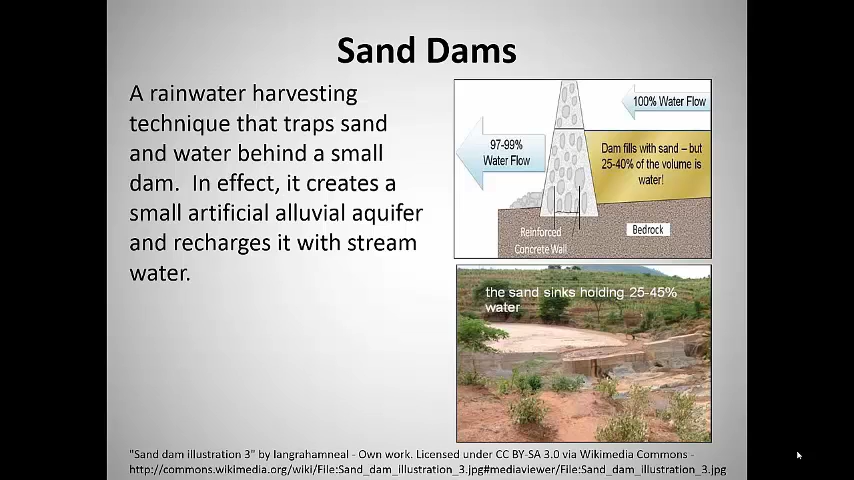 Sand Dams
A rainwater harvesting
technique that traps sand
and water behind a small
dam.  In effect, it creates a
small artificial alluvial aquifer
and recharges it with stream
water.
100% Water Flow
97-99%
Water Flow
Dam fills with sand – but
25-40% of the volume is
water!
Reinforced
Concrete Wall
Bedrock
the sand sinks holding 25-45%
water
"Sand dam illustration 3" by langrahamneal - Own work. Licensed under CC BY-SA 3.0 via Wikimedia Commons -
http://commons.wikimedia.org/wiki/File:Sand_dam_illustration_3.jpg#mediaviewer/File:Sand_dam_illustration_3.jpg